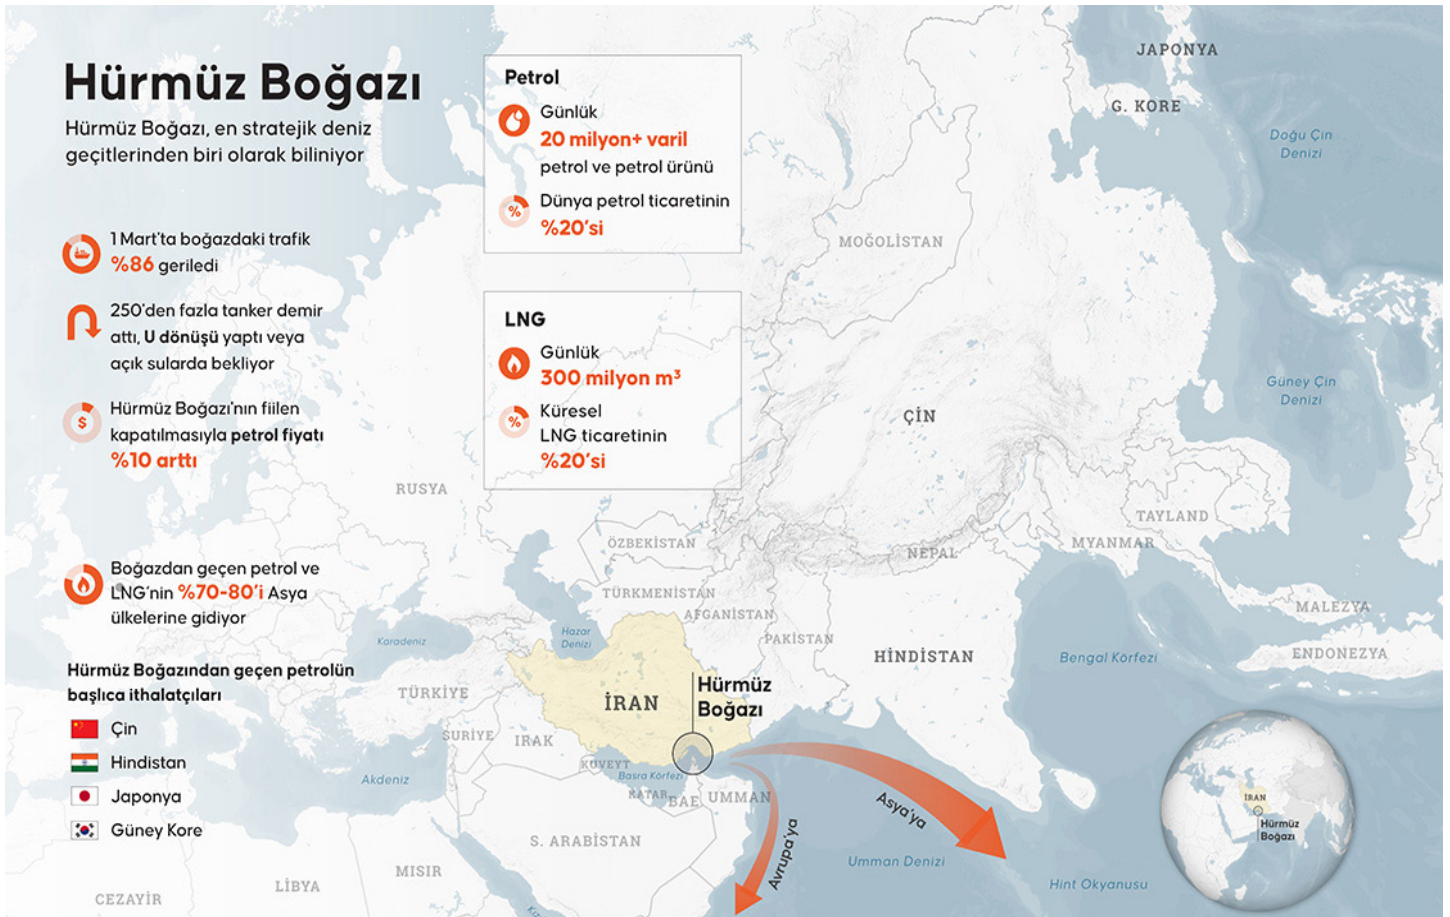 Hürmüz Boğazı
Hürmüz Boğazı, en stratejik deniz
geçitlerinden biri olarak biliniyor
1 Mart'ta boğazdaki trafik
%86 geriledi
250'den fazla tanker demir
attı, U dönüşü yaptı veya
açık sularda bekliyor
$
Hürmüz Boğazı'nın fiilen
kapatılmasıyla petrol fiyatı
%10 arttı
Boğazdan geçen petrol ve
LNG'nin %70-80'i Asya
ülkelerine gidiyor
Hürmüz Boğazından geçen petrolün
başlıca ithalatçıları
Çin
Hindistan
Japonya
Güney Kore
Petrol
Günlük
20 milyon+ varil
petrol ve petrol ürünü
%
Dünya petrol ticaretinin
%20'si
LNG
Günlük
300 milyon m³
%
Küresel
LNG ticaretinin
%20'si
JAPONYA
G. KORE
Doğu Çin
Denizi
MOĞOLİSTAN
Güney Çin
Denizi
ÇİN
RUSYA
TAYLAND
ÖZBEKİSTAN
NEPAL
MYANMAR
TÜRKMENİSTAN
AFGANİSTAN
MALEZYA
Karadeniz
Hazar
Denizi
PAKİSTAN
HİNDİSTAN
Bengal Körfezi
ENDONEZYA
TÜRKİYE
İRAN
Hürmüz
Boğazı
SURİYE
IRAK
KUVEYT
Basra Körfezi
Akdeniz
KATAR
BAE
UMMAN
Asya'ya
Avrupa'ya
S. ARABİSTAN
Umman Denizi
Hint Okyanusu
MISIR
LİBYA
CEZAYİR
İRAN
Hürmüz
Boğazı